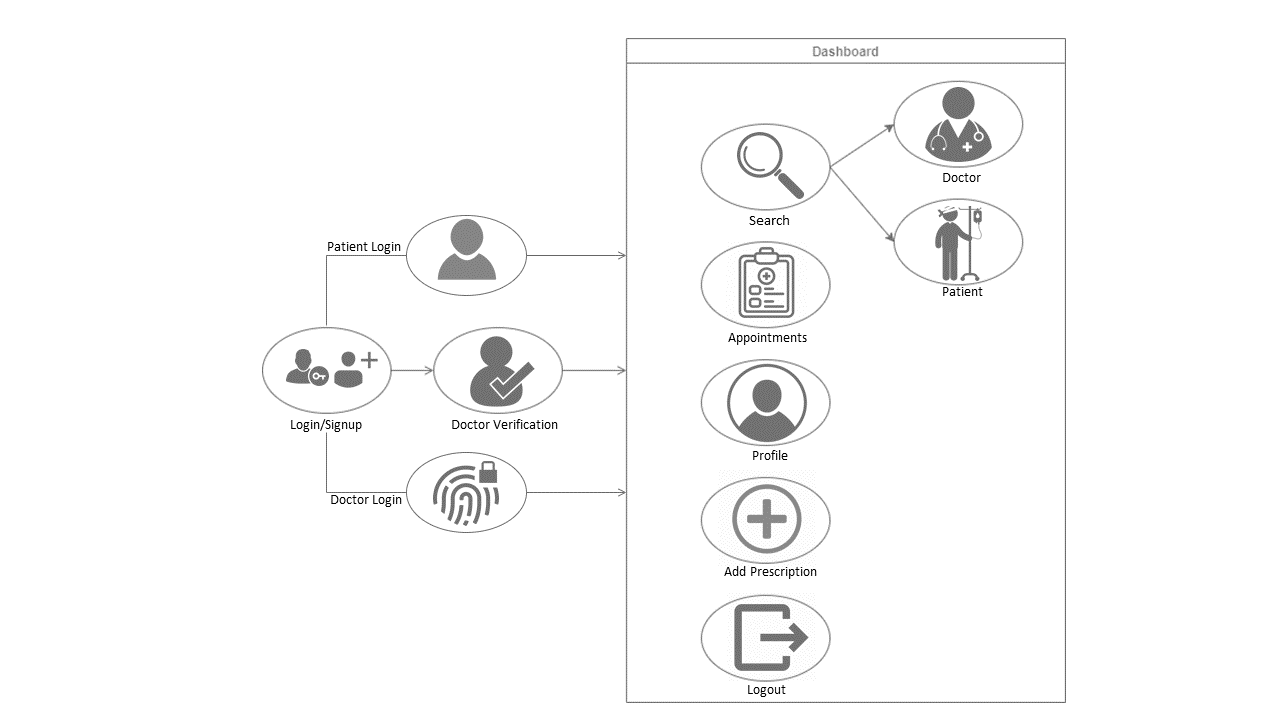 Dashboard
Doctor
Search
Patient Login
Patient
Appointments
Login/Signup
Doctor Verification
Profile
Doctor Login
Add Prescription
Logout